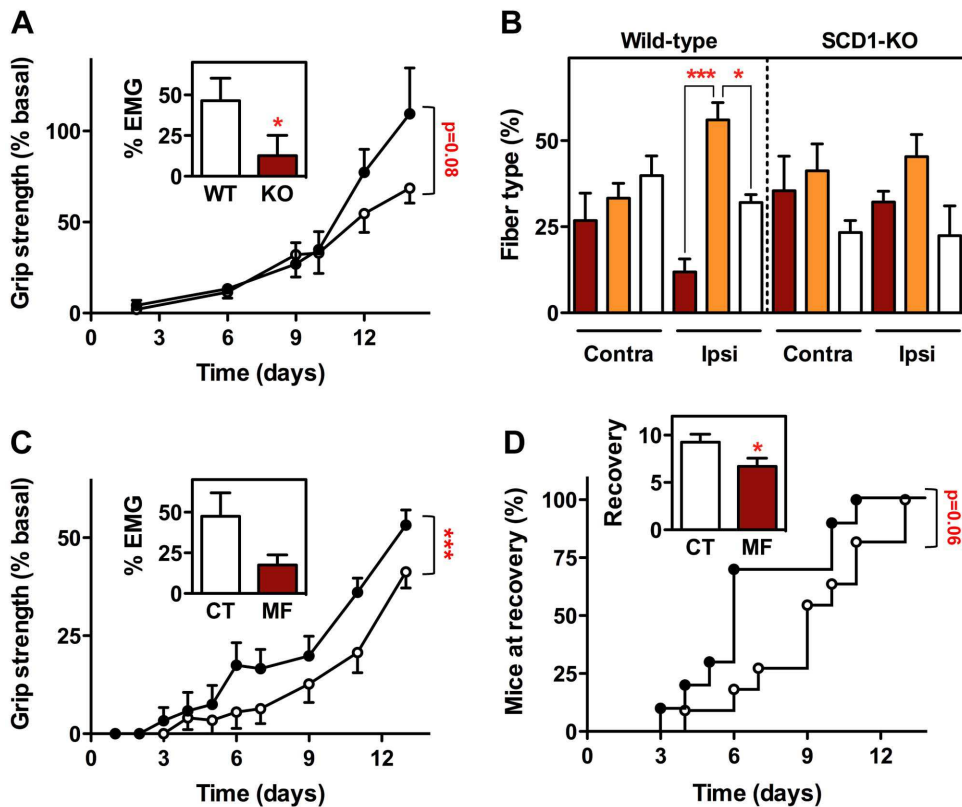 A
Grip strength (% basal)
100
50
0
0 3 6 9 12
Time (days)
% EMG
50
25
0
WT KO
*
p=0.08
B
Wild-type SCD1-KO
Fiber type (%)
50
25
0
*** *
Contra Ipsi Contra Ipsi
C
Grip strength (% basal)
50
25
0
0 3 6 9 12
Time (days)
% EMG
50
25
0
CT MF
***
D
Mice at recovery (%)
100
75
50
25
0
0 3 6 9 12
Time (days)
Recovery
10
5
0
CT MF
*
p=0.06